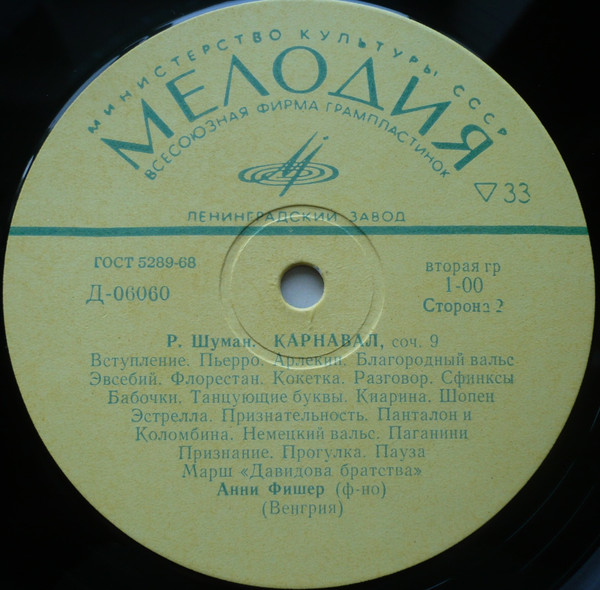 МИНИСТЕРСТВО КУЛЬТУРЫ СССР
МЕЛОДИЯ
ВСЕСОЮЗНАЯ ФИРМА ГРАМПЛАСТИНОК
33
ЛЕНИНГРАДСКИЙ ЗАВОД
ГОСТ 5289-68
Д-06060
вторая гр
1-00
Сторона 2
Р. Шуман. КАРНАВАЛ, соч. 9
Вступление. Пьерро. Арлекин. Благородный вальс
Эвсебий. Флорестан. Кокетка. Разговор. Сфинксы
Бабочки. Танцующие буквы. Киарина. Шопен
Эстрелла. Признательность. Панталон и
Коломбина. Немецкий вальс. Паганини
Признание. Прогулка. Пауза
Марш «Давидова братства»
Анни Фишер (ф-но)
(Венгрия)